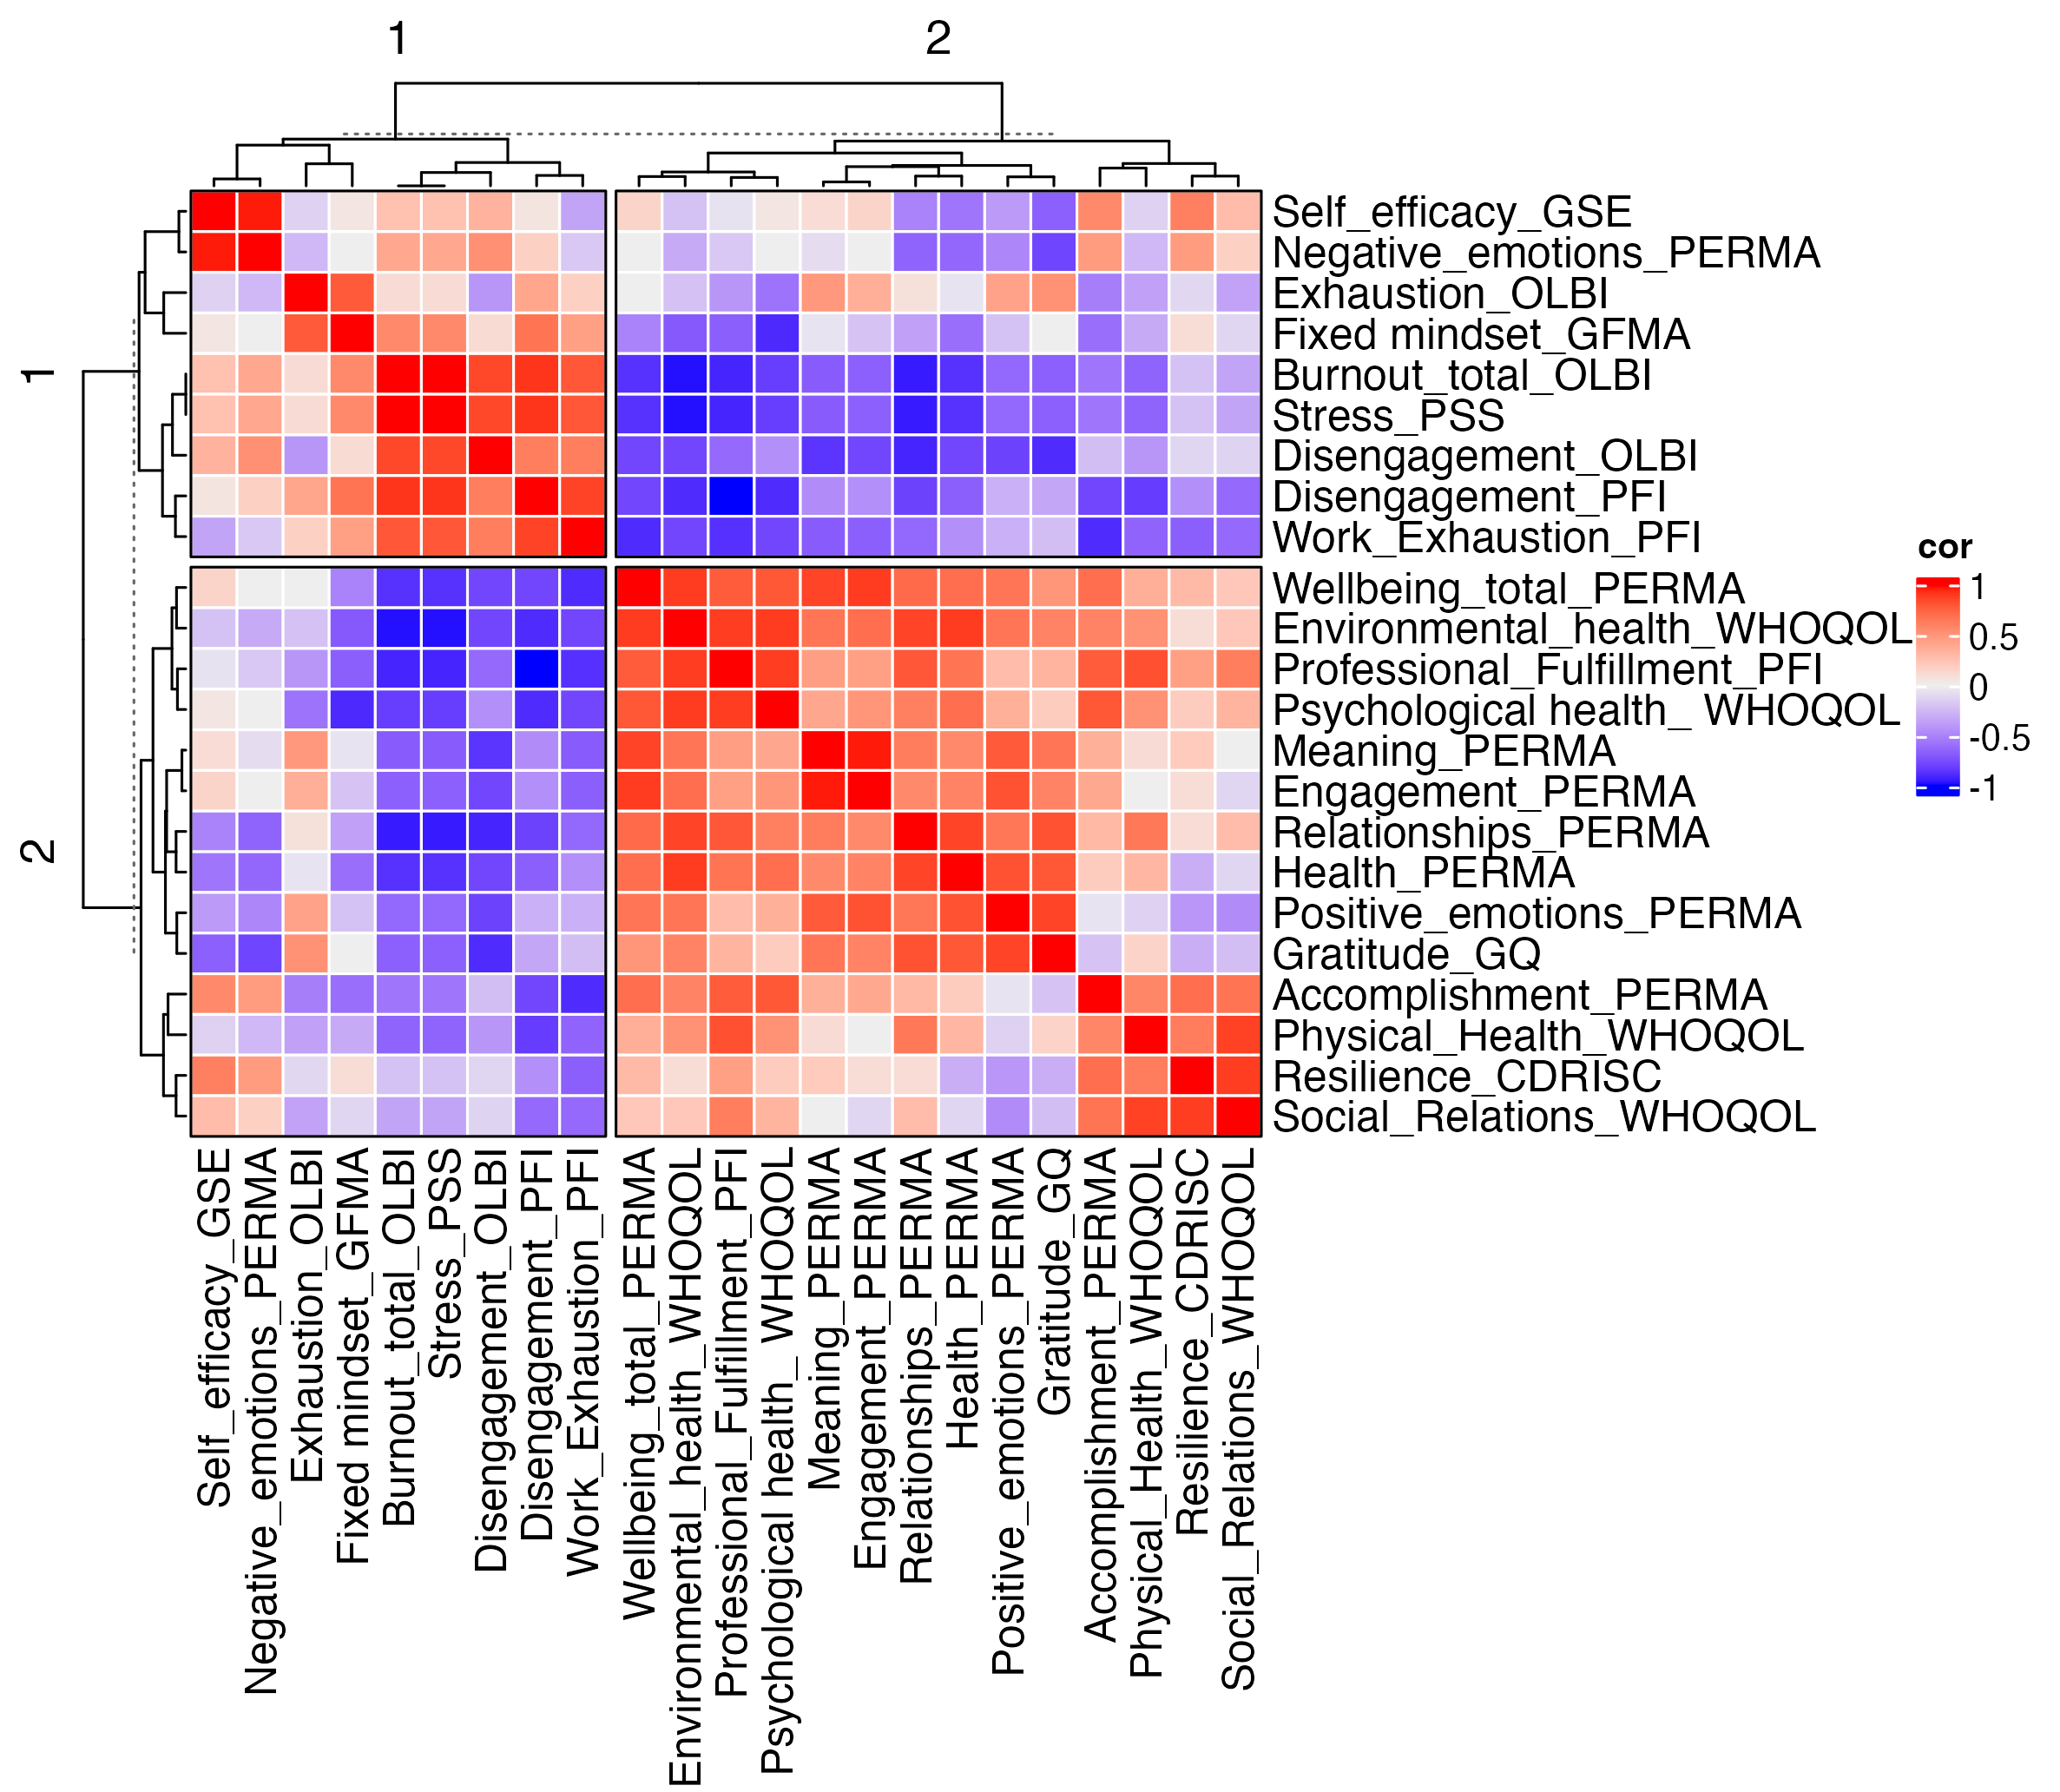 1
2
1
2
Self_efficacy_GSE
Negative_emotions_PERMA
Exhaustion_OLBI
Fixed mindset_GFMA
Burnout_total_OLBI
Stress_PSS
Disengagement_OLBI
Disengagement_PFI
Work_Exhaustion_PFI
Wellbeing_total_PERMA
Environmental_health_WHOQOL
Professional_Fulfillment_PFI
Psychological health_ WHOQOL
Meaning_PERMA
Engagement_PERMA
Relationships_PERMA
Health_PERMA
Positive_emotions_PERMA
Gratitude_GQ
Accomplishment_PERMA
Physical_Health_WHOQOL
Resilience_CDRISC
Social_Relations_WHOQOL
cor
1
0.5
0
-0.5
-1
Self_efficacy_GSE
Negative_emotions_PERMA
Exhaustion_OLBI
Fixed mindset_GFMA
Burnout_total_OLBI
Stress_PSS
Disengagement_OLBI
Disengagement_PFI
Work_Exhaustion_PFI
Wellbeing_total_PERMA
Environmental_health_WHOQOL
Professional_Fulfillment_PFI
Psychological health_ WHOQOL
Meaning_PERMA
Engagement_PERMA
Relationships_PERMA
Health_PERMA
Positive_emotions_PERMA
Gratitude_GQ
Accomplishment_PERMA
Physical_Health_WHOQOL
Resilience_CDRISC
Social_Relations_WHOQOL